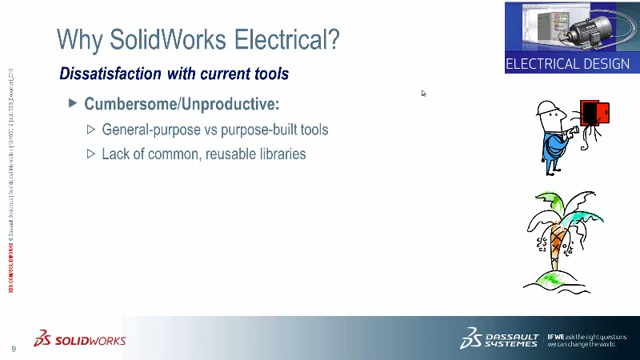 Why SolidWorks Electrical?
ELECTRICAL DESIGN
Dissatisfaction with current tools
Cumbersome/Unproductive:
General-purpose vs purpose-built tools
Lack of common, reusable libraries
9
SOLIDWORKS
DASSAULT
SYSTEMES
IF WE ask the right questions
we can change the world.